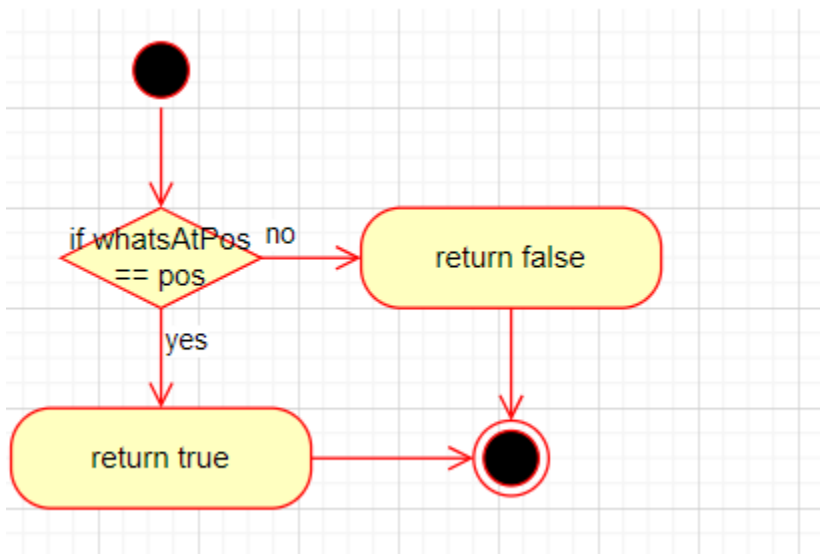 if whatsAtPos
== pos
no
return false
yes
return true